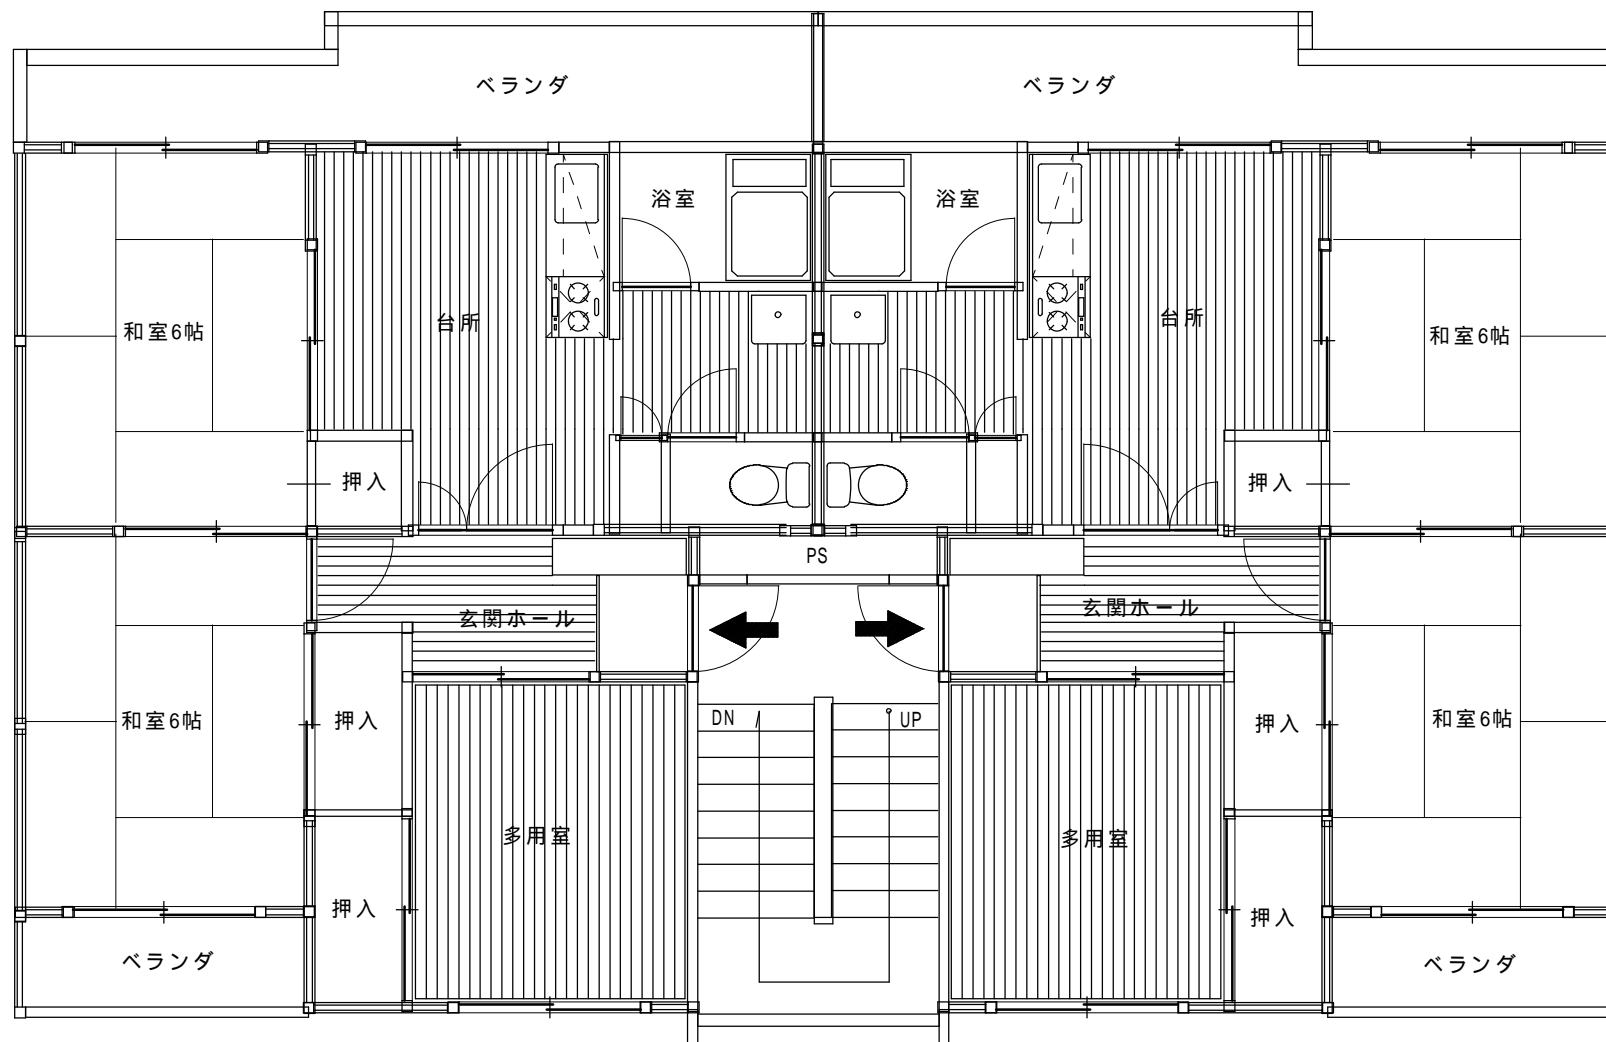 ベランダ
ベランダ
浴室
浴室
和室6帖
台所
台所
和室6帖
押入
押入
PS
玄関ホール
玄関ホール
和室6帖
押入
DN
UP
押入
和室6帖
多用室
多用室
押入
押入
ベランダ
ベランダ